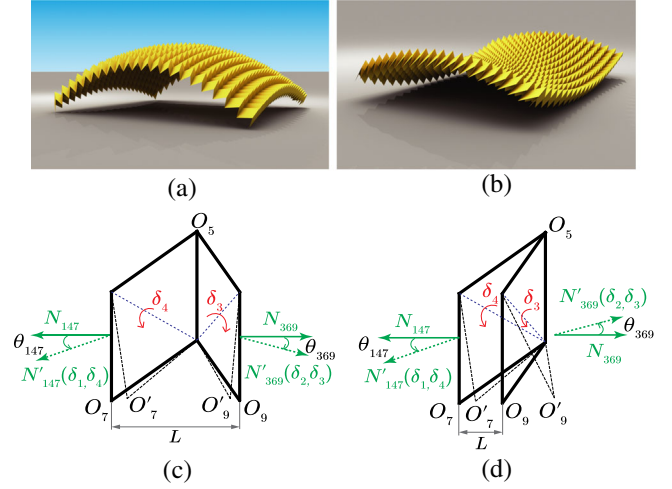 (a)
(b)
O₅
δ₄
δ₃
N₁₄₇
N₃₆₉
θ₁₄₇
θ₃₆₉
N′₁₄₇(δ₁,δ₄)
N′₃₆₉(δ₂,δ₃)
O₇
O′₇
O′₉
O₉
L
(c)
O₅
δ₄
δ₃
N′₃₆₉(δ₂,δ₃)
N₁₄₇
θ₃₆₉
θ₁₄₇
N₃₆₉
N′₁₄₇(δ₁,δ₄)
O₇
O′₇
O₉
O′₉
L
(d)